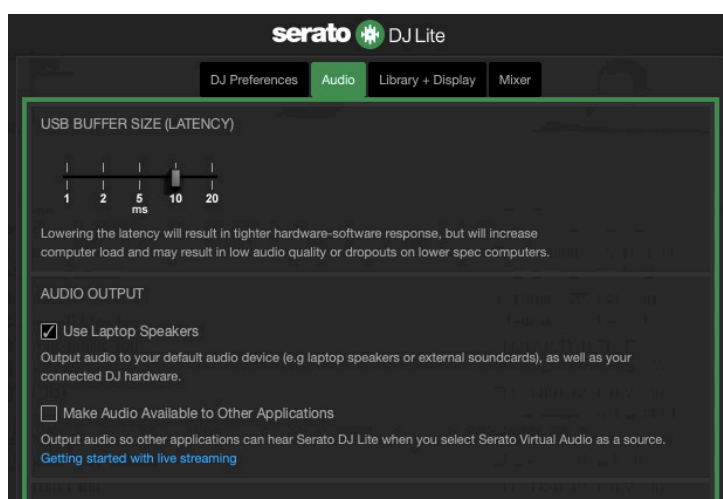 serato DJ Lite
DJ Preferences Audio Library + Display Mixer
USB BUFFER SIZE (LATENCY)
1 2 5 10 20
ms
Lowering the latency will result in tighter hardware-software response, but will increase
computer load and may result in low audio quality or dropouts on lower spec computers.
AUDIO OUTPUT
Use Laptop Speakers
Output audio to your default audio device (e.g laptop speakers or external soundcards), as well as your
connected DJ hardware.
Make Audio Available to Other Applications
Output audio so other applications can hear Serato DJ Lite when you select Serato Virtual Audio as a source.
Getting started with live streaming